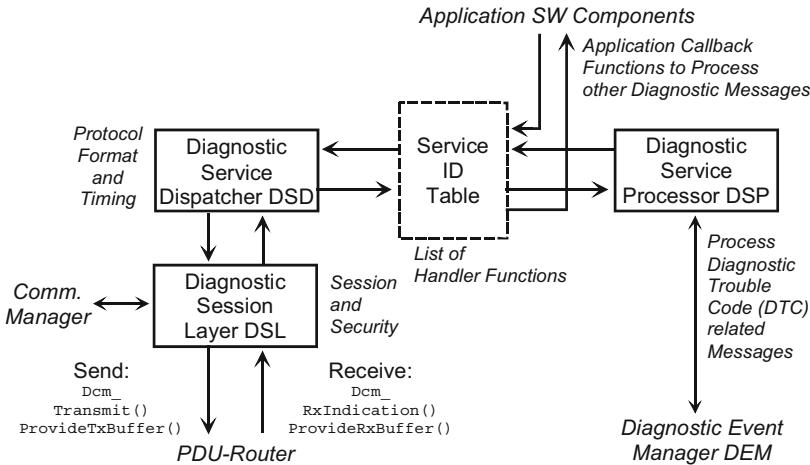 Application SW Components
Application Callback
Functions to Process
other Diagnostic Messages
Protocol
Format
and
Timing
Diagnostic
Service
Dispatcher DSD
Service
ID
Table
Diagnostic
Service
Processor DSP
List of
Handler Functions
Comm.
Manager
Diagnostic
Session
Layer DSL
Session
and
Security
Process
Diagnostic
Trouble
Code (DTC)
related
Messages
Send:
Dcm_
Transmit()
ProvideTxBuffer()
Receive:
Dcm_
RxIndication()
ProvideRxBuffer()
PDU-Router
Diagnostic Event
Manager DEM